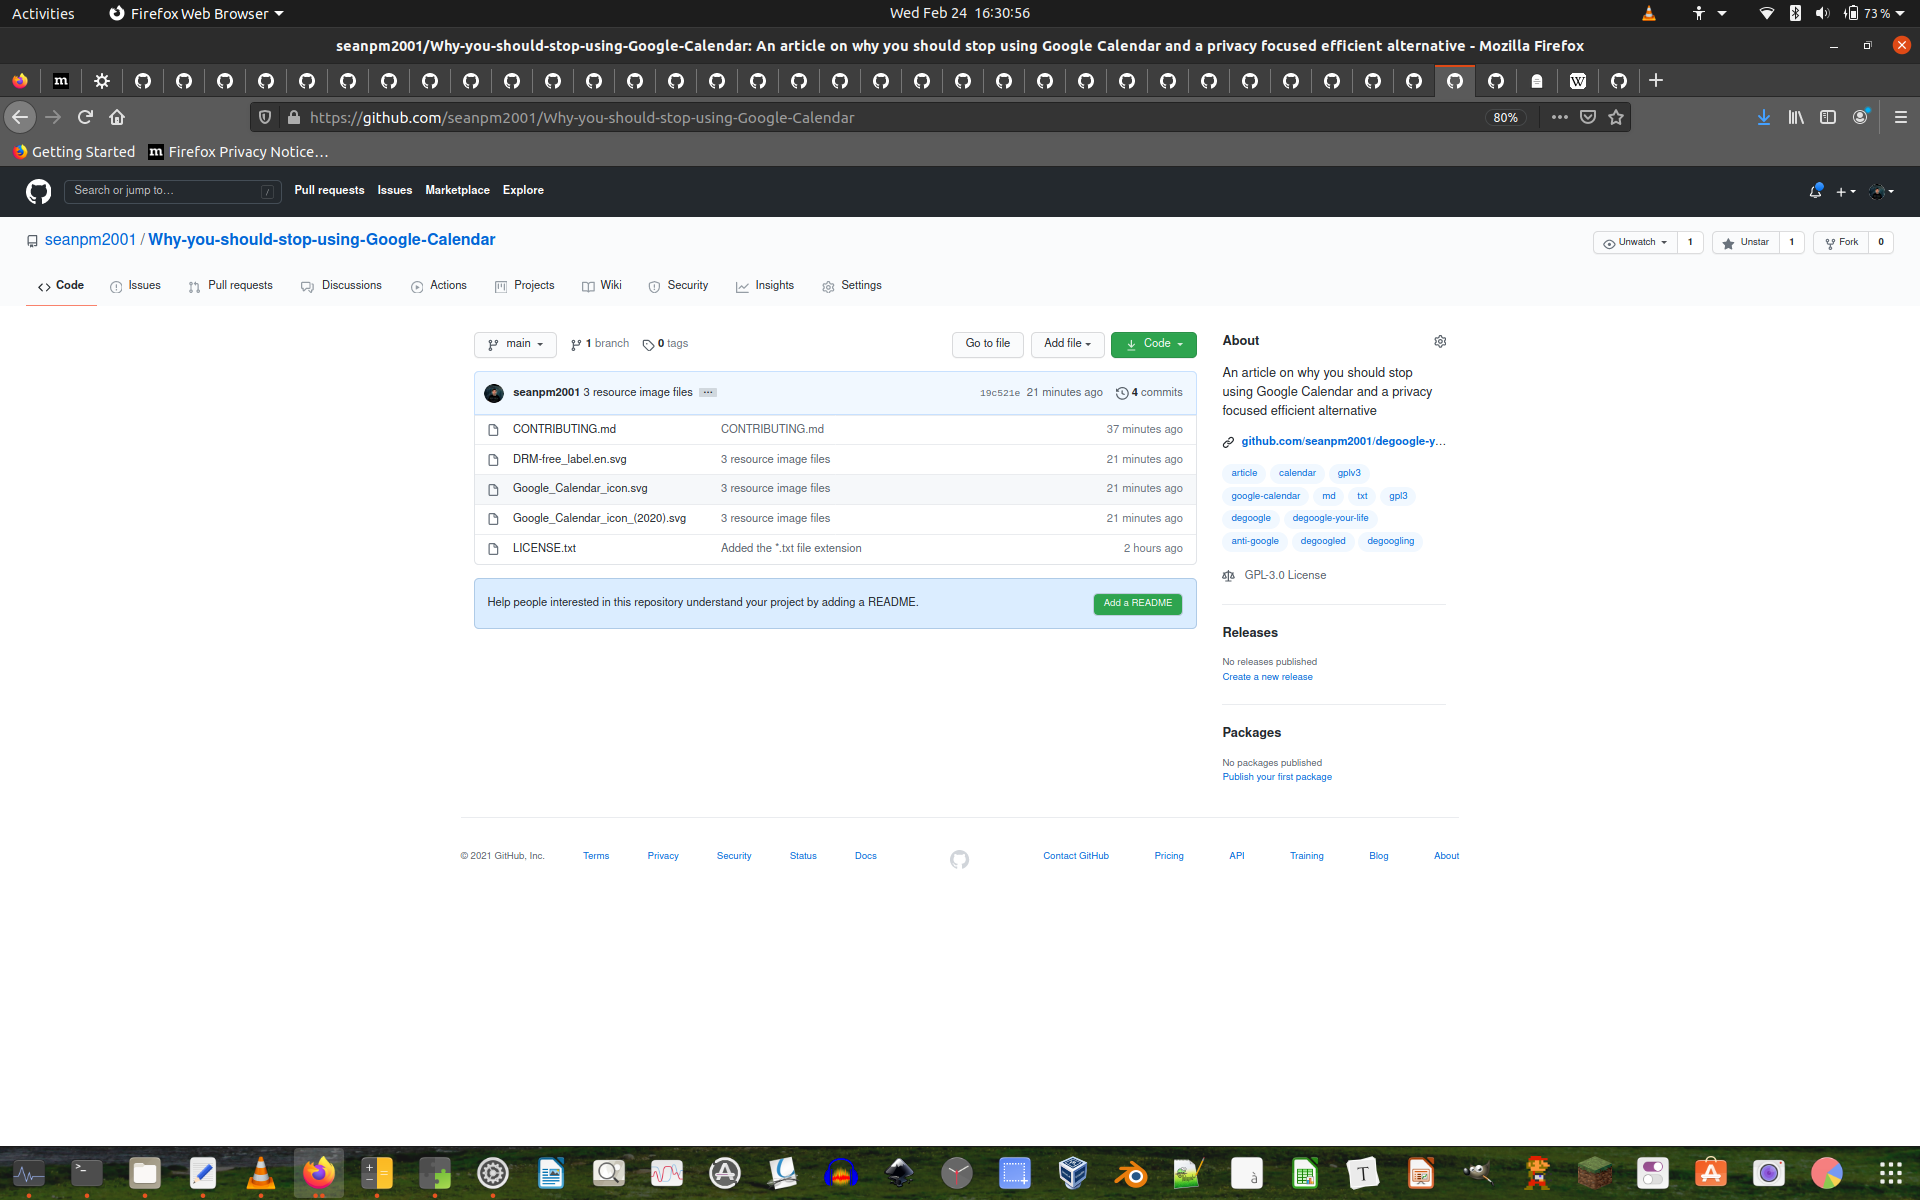 Activities Firefox Web Browser Wed Feb 24 16:30:56 73 %
seanpm2001/Why-you-should-stop-using-Google-Calendar: An article on why you should stop using Google Calendar and a privacy focused efficient alternative - Mozilla Firefox
https://github.com/seanpm2001/Why-you-should-stop-using-Google-Calendar 80%
Getting Started Firefox Privacy Notice…
Search or jump to… / Pull requests Issues Marketplace Explore
seanpm2001 / Why-you-should-stop-using-Google-Calendar Unwatch 1 Unstar 1 Fork 0
Code Issues Pull requests Discussions Actions Projects Wiki Security Insights Settings
main 1 branch 0 tags Go to file Add file Code
seanpm2001 3 resource image files 19c521e 21 minutes ago 4 commits
CONTRIBUTING.md CONTRIBUTING.md 37 minutes ago
DRM-free_label.en.svg 3 resource image files 21 minutes ago
Google_Calendar_icon.svg 3 resource image files 21 minutes ago
Google_Calendar_icon_(2020).svg 3 resource image files 21 minutes ago
LICENSE.txt Added the *.txt file extension 2 hours ago
Help people interested in this repository understand your project by adding a README. Add a README
About
An article on why you should stop
using Google Calendar and a privacy
focused efficient alternative
github.com/seanpm2001/degoogle-y…
article calendar gplv3
google-calendar md txt gpl3
degoogle degoogle-your-life
anti-google degoogled degoogling
GPL-3.0 License
Releases
No releases published
Create a new release
Packages
No packages published
Publish your first package
© 2021 GitHub, Inc. Terms Privacy Security Status Docs Contact GitHub Pricing API Training Blog About